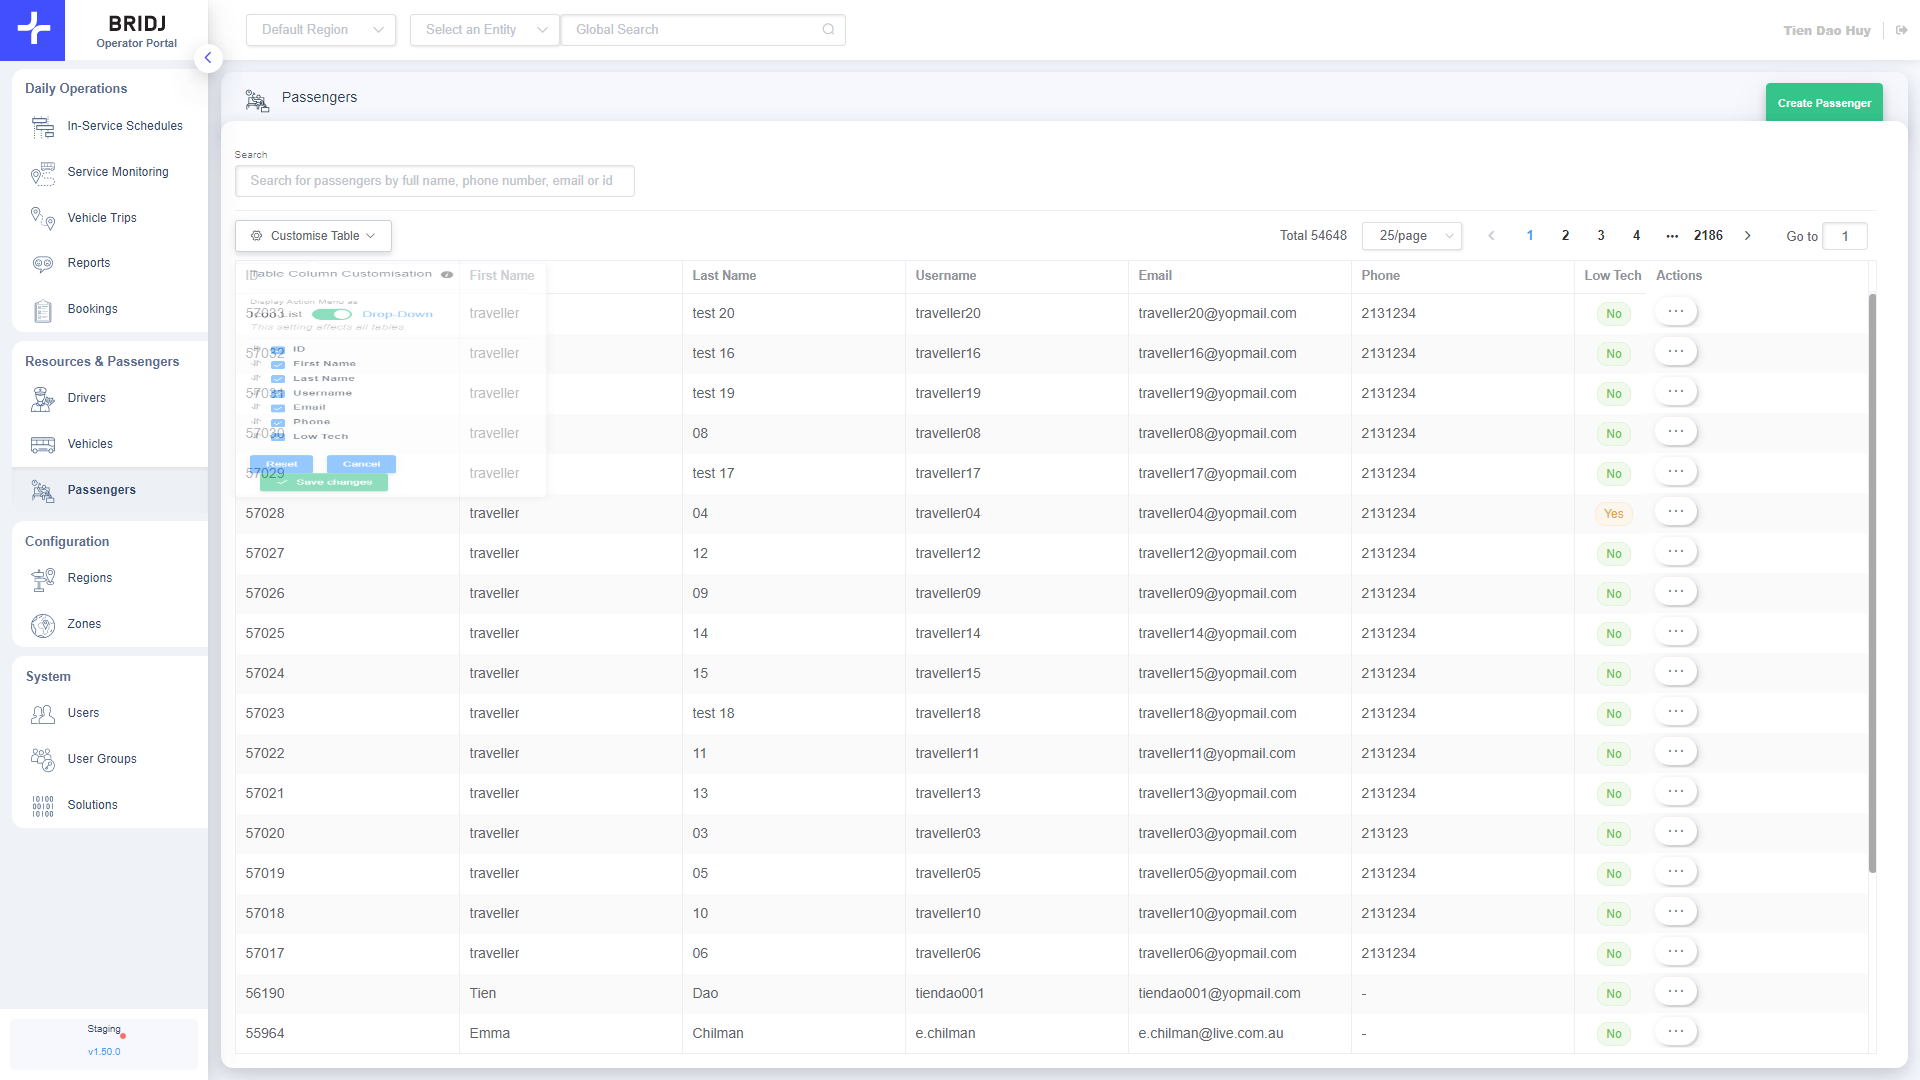 BRIDJ
Operator Portal
Default Region
Select an Entity
Global Search
Tien Dao Huy
Daily Operations
In-Service Schedules
Service Monitoring
Vehicle Trips
Reports
Bookings
Resources & Passengers
Drivers
Vehicles
Passengers
Configuration
Regions
Zones
System
Users
User Groups
Solutions
Staging
v1.50.0
Passengers
Create Passenger
Search
Search for passengers by full name, phone number, email or id
Customise Table
Total 54648
25/page
1 2 3 4 ••• 2186
Go to 1
Table Column Customisation
Display Action Menu as
Icon List Drop-Down
This setting effects all tables.
ID
First Name
Last Name
Username
Email
Phone
Low Tech
Reset Cancel
Save changes
ID First Name Last Name Username Email Phone Low Tech Actions
57033 traveller test 20 traveller20 traveller20@yopmail.com 2131234 No ...
57032 traveller test 16 traveller16 traveller16@yopmail.com 2131234 No ...
57031 traveller test 19 traveller19 traveller19@yopmail.com 2131234 No ...
57030 traveller 08 traveller08 traveller08@yopmail.com 2131234 No ...
57029 traveller test 17 traveller17 traveller17@yopmail.com 2131234 No ...
57028 traveller 04 traveller04 traveller04@yopmail.com 2131234 Yes ...
57027 traveller 12 traveller12 traveller12@yopmail.com 2131234 No ...
57026 traveller 09 traveller09 traveller09@yopmail.com 2131234 No ...
57025 traveller 14 traveller14 traveller14@yopmail.com 2131234 No ...
57024 traveller 15 traveller15 traveller15@yopmail.com 2131234 No ...
57023 traveller test 18 traveller18 traveller18@yopmail.com 2131234 No ...
57022 traveller 11 traveller11 traveller11@yopmail.com 2131234 No ...
57021 traveller 13 traveller13 traveller13@yopmail.com 2131234 No ...
57020 traveller 03 traveller03 traveller03@yopmail.com 213123 No ...
57019 traveller 05 traveller05 traveller05@yopmail.com 2131234 No ...
57018 traveller 10 traveller10 traveller10@yopmail.com 2131234 No ...
57017 traveller 06 traveller06 traveller06@yopmail.com 2131234 No ...
56190 Tien Dao tiendao001 tiendao001@yopmail.com - No ...
55964 Emma Chilman e.chilman e.chilman@live.com.au - No ...